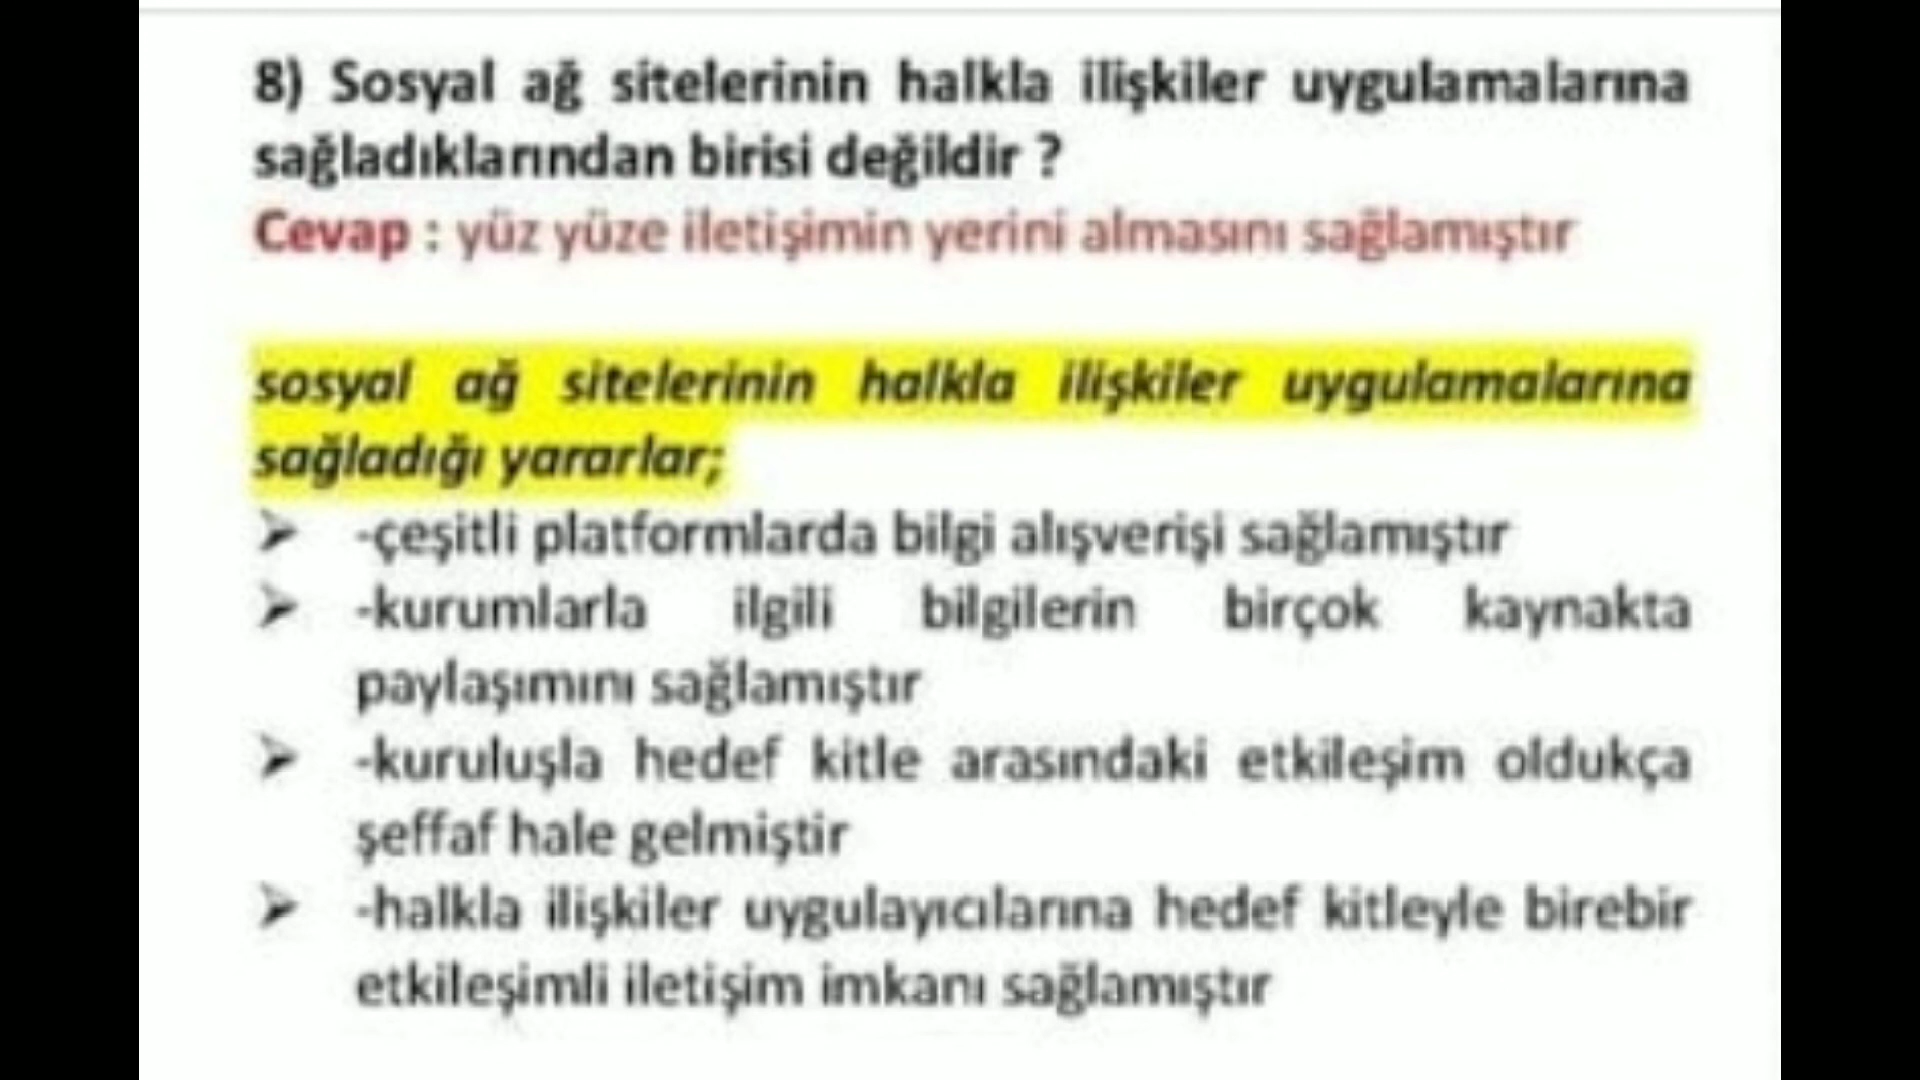 8) Sosyal ağ sitelerinin halkla ilişkiler uygulamalarına
sağladıklarından birisi değildir ?
Cevap : yüz yüze iletişimin yerini almasını sağlamıştır
sosyal ağ sitelerinin halkla ilişkiler uygulamalarına
sağladığı yararlar;
➤ -çeşitli platformlarda bilgi alışverişi sağlamıştır
➤ -kurumlarla ilgili bilgilerin birçok kaynakta
paylaşımını sağlamıştır
➤ -kuruluşla hedef kitle arasındaki etkileşim oldukça
şeffaf hale gelmiştir
➤ -halkla ilişkiler uygulayıcılarına hedef kitleyle birebir
etkileşimli iletişim imkanı sağlamıştır